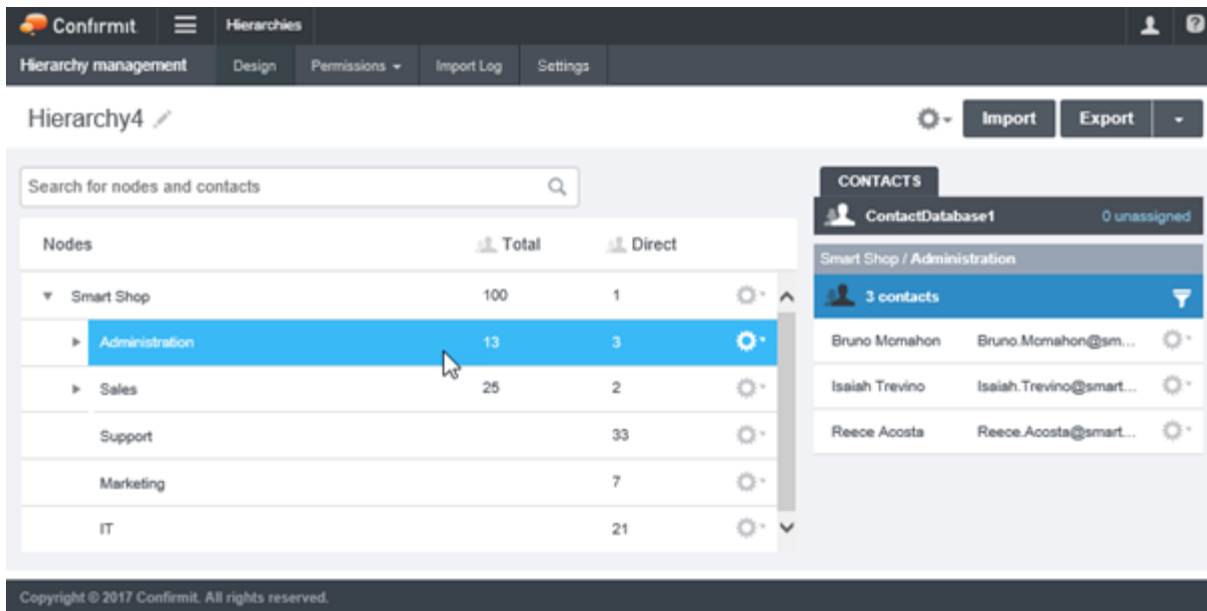 Confirmit Hierarchies
Hierarchy management Design Permissions Import Log Settings
Hierarchy4 Import Export
Search for nodes and contacts
Nodes Total Direct
Smart Shop 100 1
Administration 13 3
Sales 25 2
Support 33
Marketing 7
IT 21
CONTACTS
ContactDatabase1 0 unassigned
Smart Shop / Administration
3 contacts
Bruno Mcmahon Bruno.Mcmahon@sm...
Isaiah Trevino Isaiah.Trevino@smart...
Reece Acosta Reece.Acosta@smart...
Copyright © 2017 Confirmit. All rights reserved.